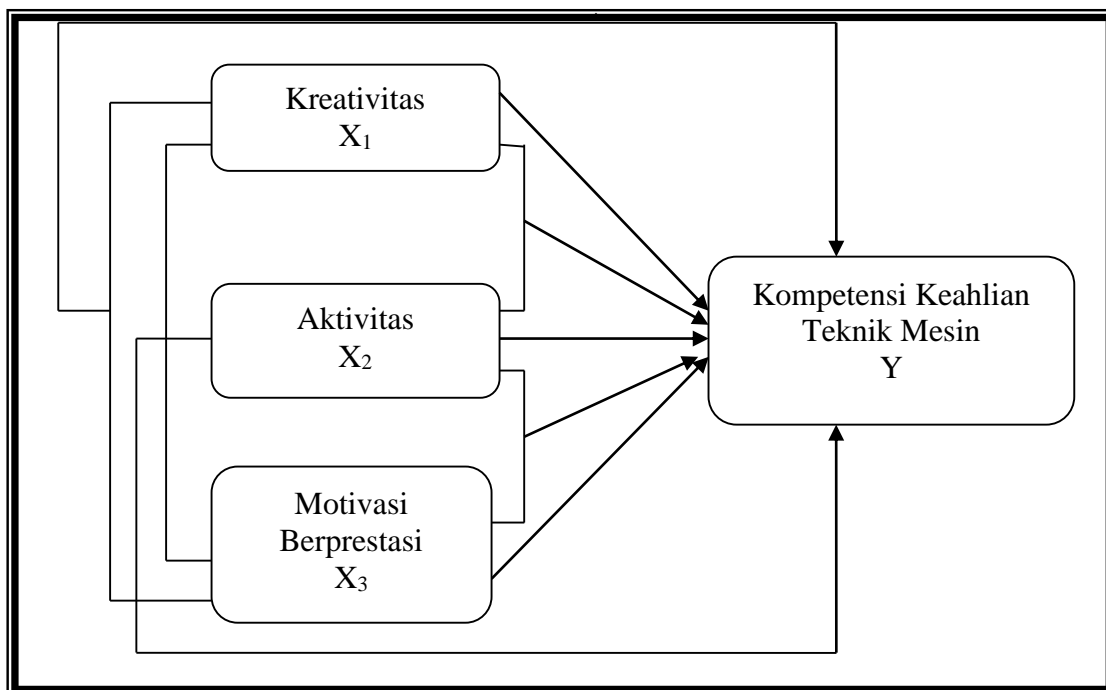 Kreativitas
X₁
Aktivitas
X₂
Motivasi
Berprestasi
X₃
Kompetensi Keahlian
Teknik Mesin
Y